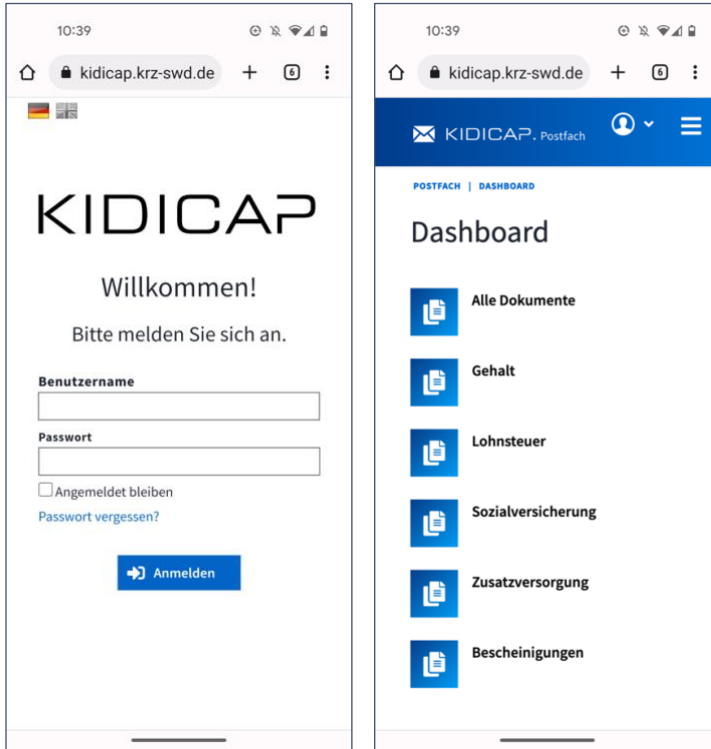 10:39
kidicap.krz-swd.de
6
KIDICAP
Willkommen!
Bitte melden Sie sich an.
Benutzername
Passwort
Angemeldet bleiben
Passwort vergessen?
Anmelden
10:39
kidicap.krz-swd.de
6
KIDICAP. Postfach
POSTFACH | DASHBOARD
Dashboard
Alle Dokumente
Gehalt
Lohnsteuer
Sozialversicherung
Zusatzversorgung
Bescheinigungen